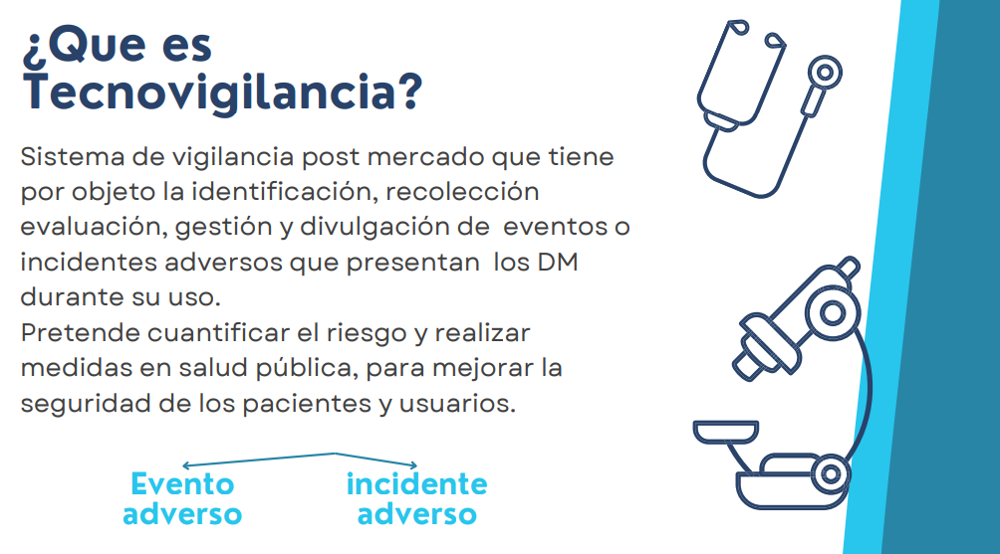 ¿Que es
Tecnovigilancia?
Sistema de vigilancia post mercado que tiene
por objeto la identificación, recolección
evaluación, gestión y divulgación de  eventos o
incidentes adversos que presentan  los DM
durante su uso.
Pretende cuantificar el riesgo y realizar
medidas en salud pública, para mejorar la
seguridad de los pacientes y usuarios.
Evento
adverso
incidente
adverso